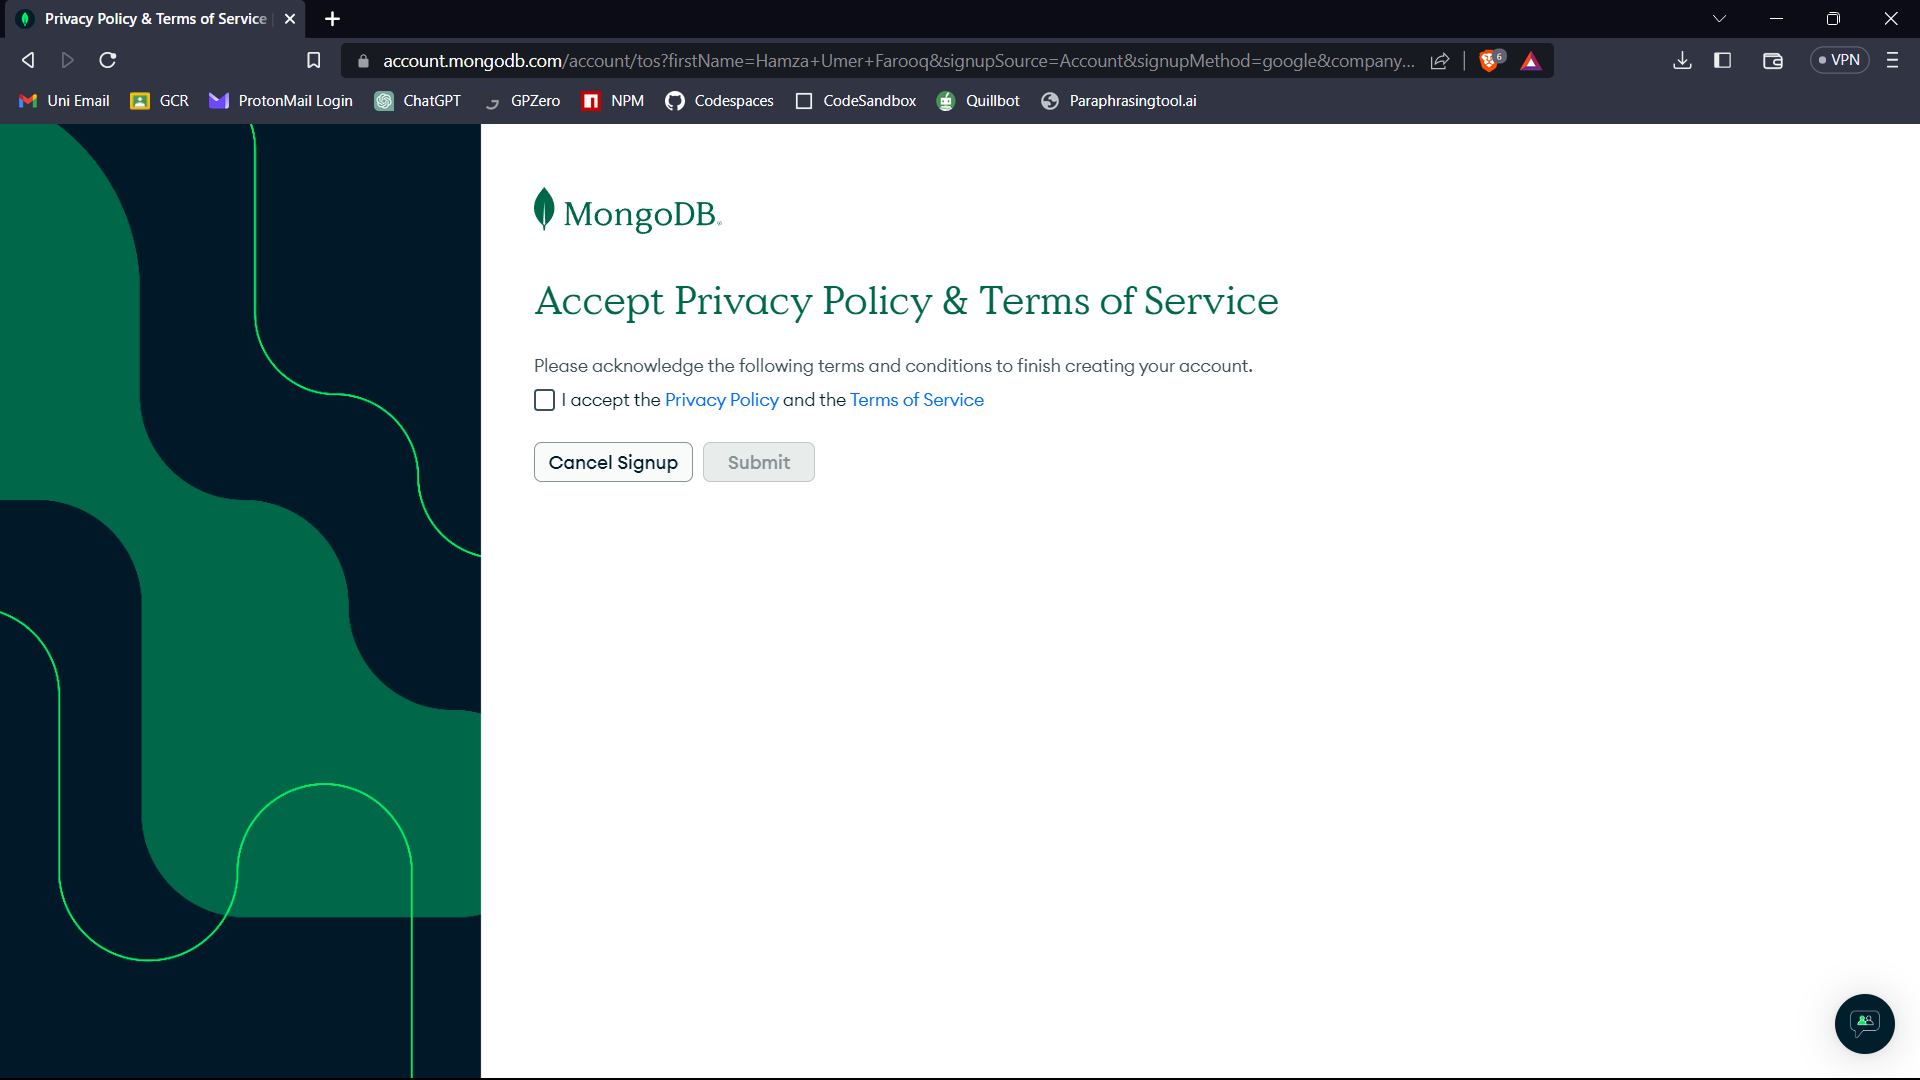 Privacy Policy & Terms of Service
account.mongodb.com/account/tos?firstName=Hamza+Umer+Farooq&signupSource=Account&signupMethod=google&company...
6
VPN
Uni Email
GCR
ProtonMail Login
ChatGPT
GPZero
NPM
Codespaces
CodeSandbox
Quillbot
Paraphrasingtool.ai
MongoDB®
Accept Privacy Policy & Terms of Service
Please acknowledge the following terms and conditions to finish creating your account.
I accept the Privacy Policy and the Terms of Service
Cancel Signup
Submit